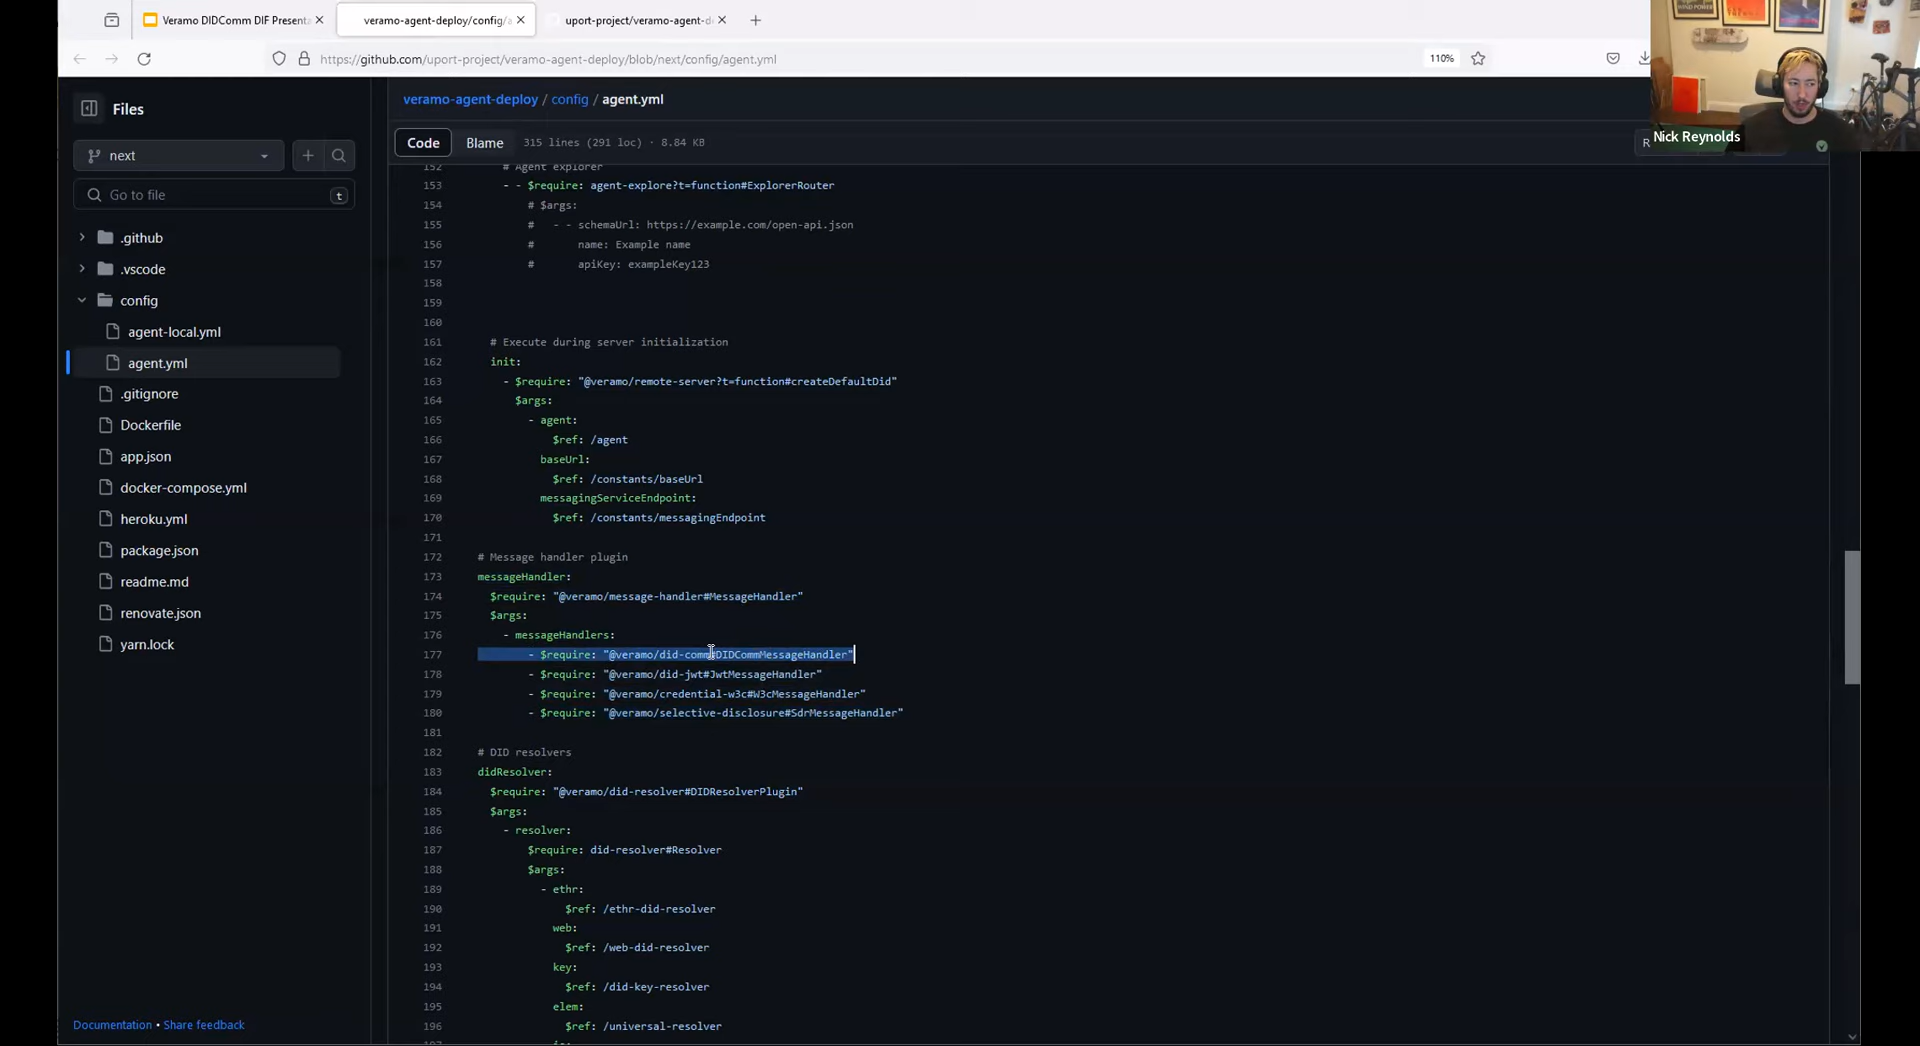 Veramo DIDComm DIF Presenta
veramo-agent-deploy/config/a
uport-project/veramo-agent-d
https://github.com/uport-project/veramo-agent-deploy/blob/next/config/agent.yml
110%
Files
veramo-agent-deploy / config / agent.yml
next
Code
Blame
315 lines (291 loc) · 8.84 KB
R
Nick Reynolds
Go to file
t
.github
.vscode
config
agent-local.yml
agent.yml
.gitignore
Dockerfile
app.json
docker-compose.yml
heroku.yml
package.json
readme.md
renovate.json
yarn.lock
Documentation • Share feedback
152 # Agent explorer
153 - - $require: agent-explore?t=function#ExplorerRouter
154 # $args:
155 # - - schemaUrl: https://example.com/open-api.json
156 # name: Example name
157 # apiKey: exampleKey123
158
159
160
161 # Execute during server initialization
162 init:
163 - $require: "@veramo/remote-server?t=function#createDefaultDid"
164 $args:
165 - agent:
166 $ref: /agent
167 baseUrl:
168 $ref: /constants/baseUrl
169 messagingServiceEndpoint:
170 $ref: /constants/messagingEndpoint
171
172 # Message handler plugin
173 messageHandler:
174 $require: "@veramo/message-handler#MessageHandler"
175 $args:
176 - messageHandlers:
177 - $require: "@veramo/did-comm#DIDCommMessageHandler"
178 - $require: "@veramo/did-jwt#JwtMessageHandler"
179 - $require: "@veramo/credential-w3c#W3cMessageHandler"
180 - $require: "@veramo/selective-disclosure#SdrMessageHandler"
181
182 # DID resolvers
183 didResolver:
184 $require: "@veramo/did-resolver#DIDResolverPlugin"
185 $args:
186 - resolver:
187 $require: did-resolver#Resolver
188 $args:
189 - ethr:
190 $ref: /ethr-did-resolver
191 web:
192 $ref: /web-did-resolver
193 key:
194 $ref: /did-key-resolver
195 elem:
196 $ref: /universal-resolver